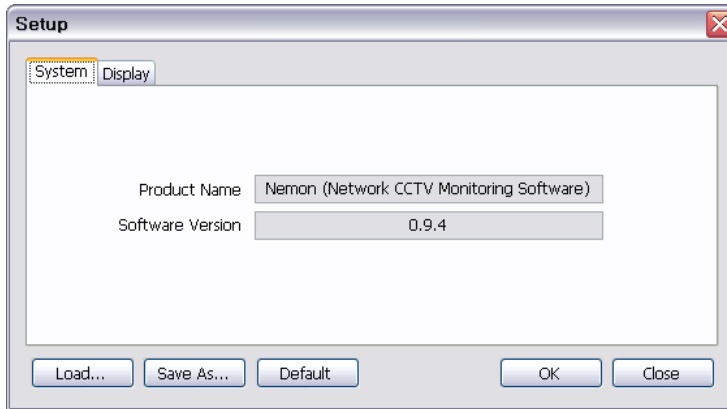 Setup
System Display
Product Name Nemon (Network CCTV Monitoring Software)
Software Version 0.9.4
Load... Save As... Default OK Close